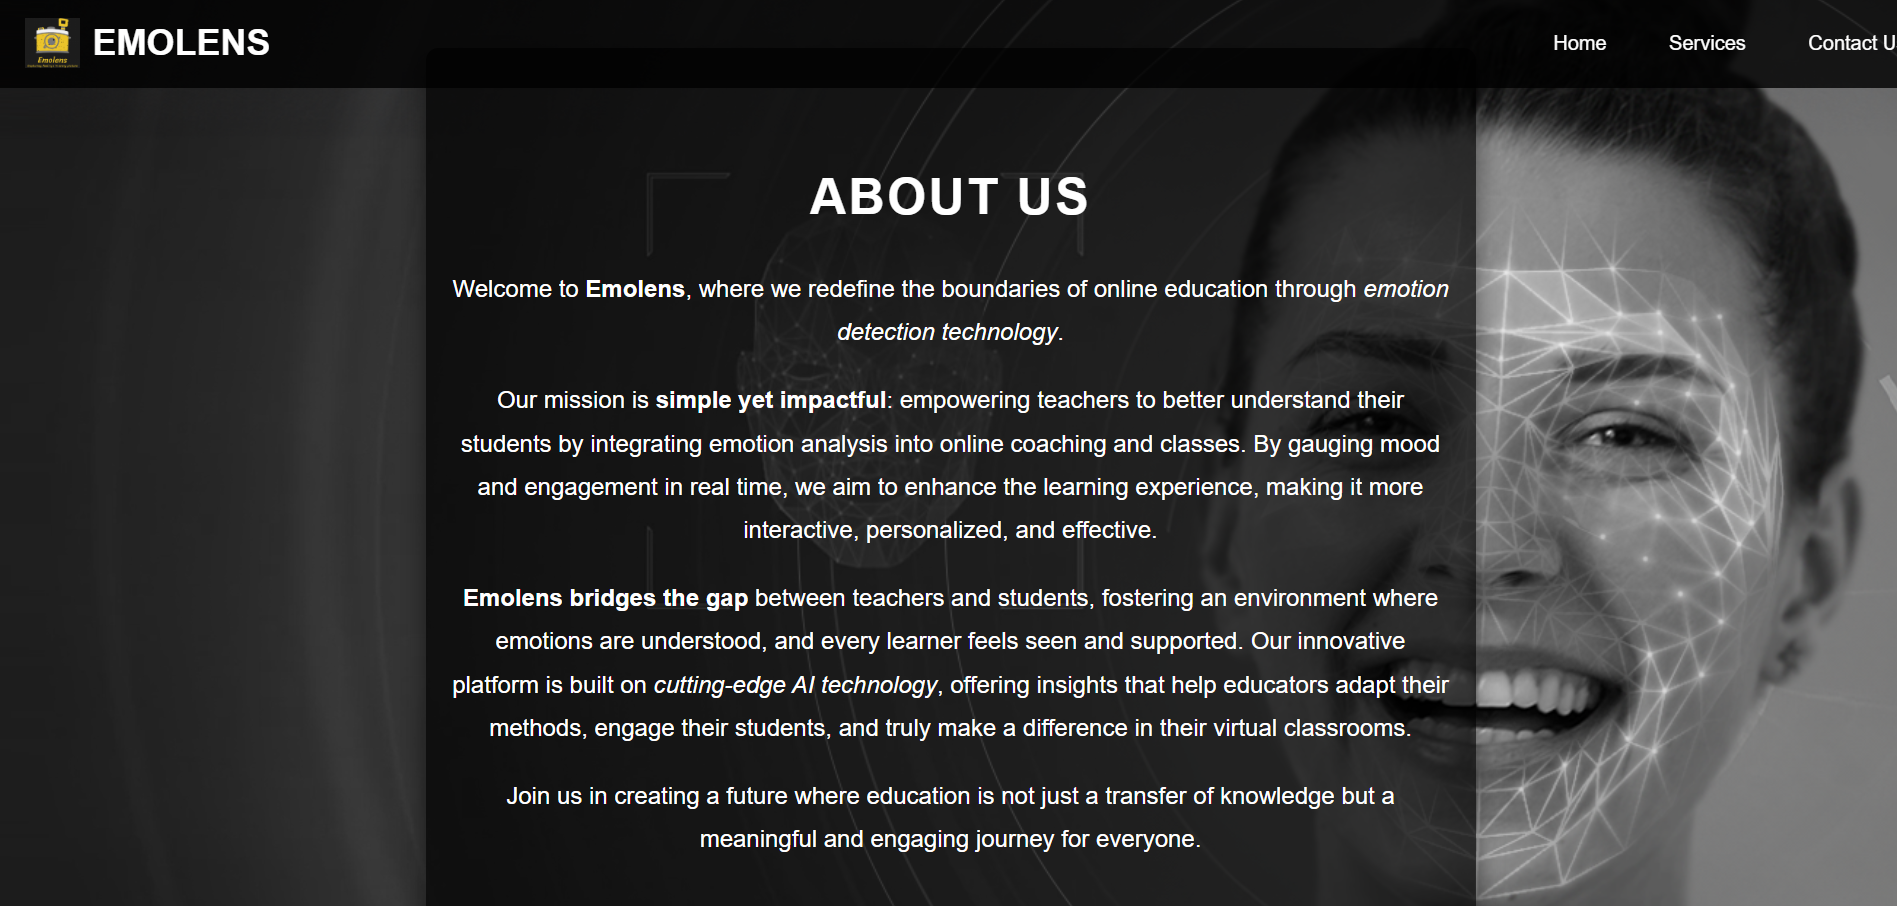 Emolens
EMOLENS
Home
Services
Contact U
ABOUT US
Welcome to Emolens, where we redefine the boundaries of online education through emotion
detection technology.
Our mission is simple yet impactful: empowering teachers to better understand their
students by integrating emotion analysis into online coaching and classes. By gauging mood
and engagement in real time, we aim to enhance the learning experience, making it more
interactive, personalized, and effective.
Emolens bridges the gap between teachers and students, fostering an environment where
emotions are understood, and every learner feels seen and supported. Our innovative
platform is built on cutting-edge AI technology, offering insights that help educators adapt their
methods, engage their students, and truly make a difference in their virtual classrooms.
Join us in creating a future where education is not just a transfer of knowledge but a
meaningful and engaging journey for everyone.